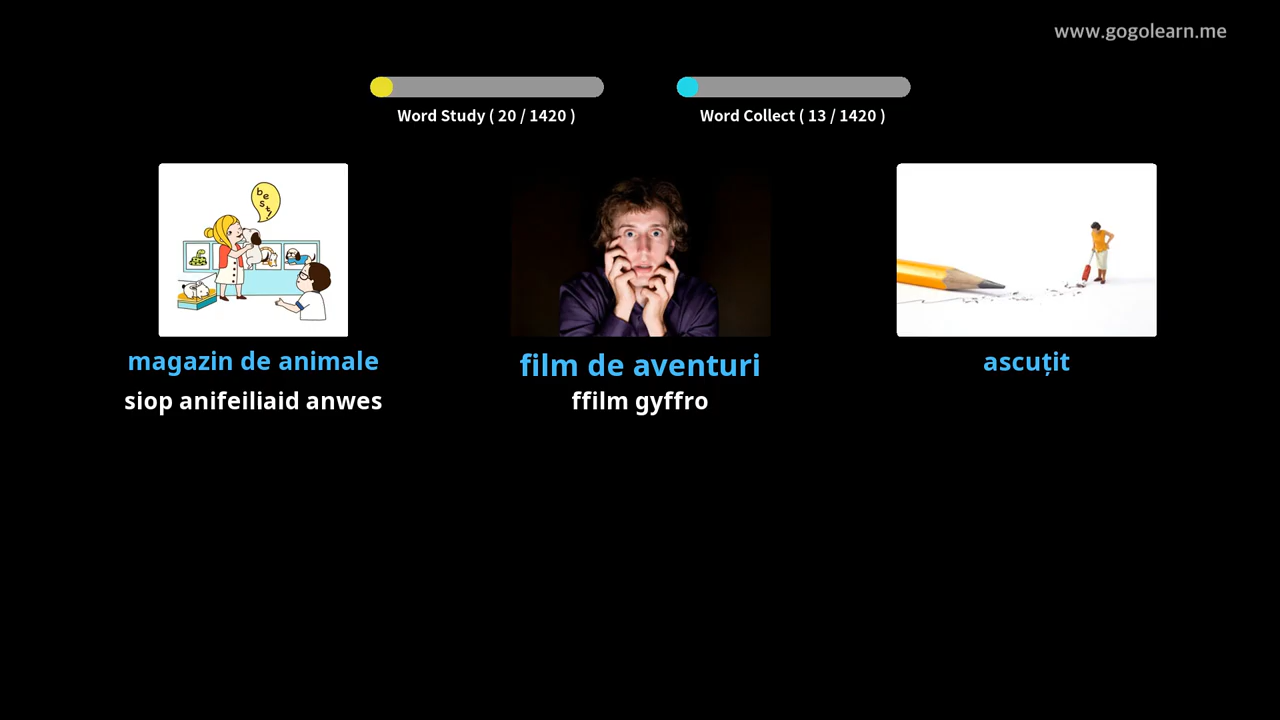 www.gogolearn.me
Word Study ( 20 / 1420 )
Word Collect ( 13 / 1420 )
best
magazin de animale
film de aventuri
ascuțit
siop anifeiliaid anwes
ffilm gyffro